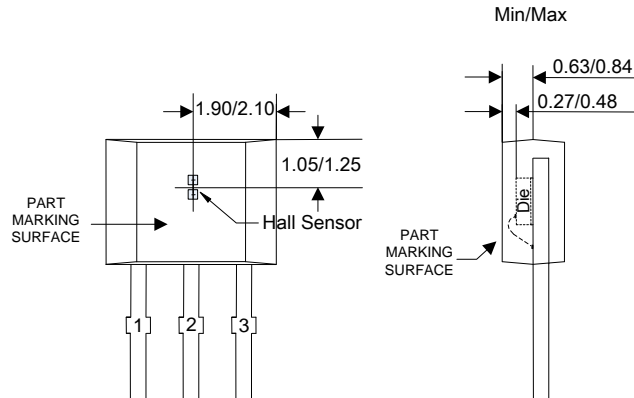 Min/Max
0.63/0.84
0.27/0.48
1.90/2.10
1.05/1.25
PART
MARKING
SURFACE
Hall Sensor
Die
PART
MARKING
SURFACE
1 2 3